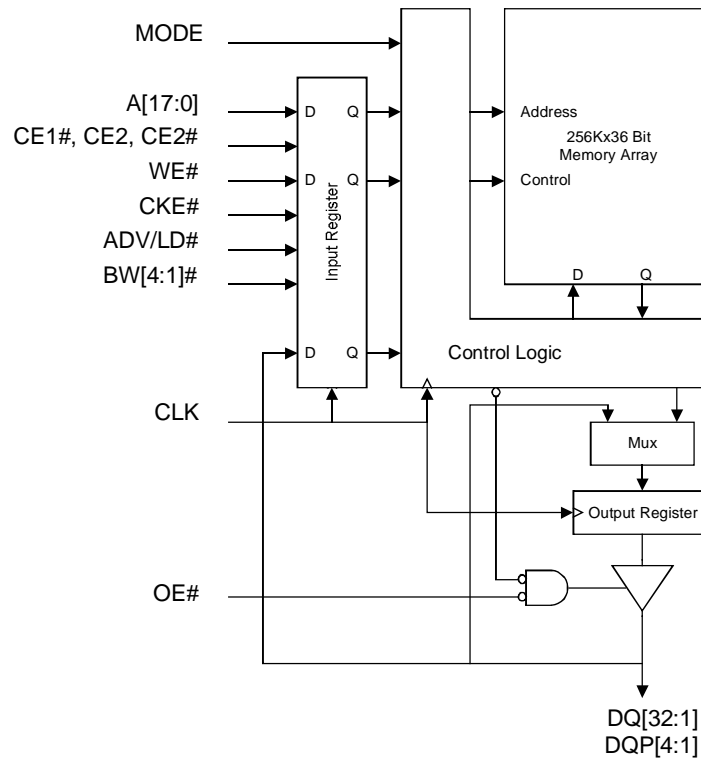 MODE
A[17:0]
CE1#, CE2, CE2#
WE#
CKE#
ADV/LD#
BW[4:1]#
D Q
D Q
D Q
Input Register
Address
256Kx36 Bit
Memory Array
Control
D Q
Control Logic
CLK
Mux
Output Register
OE#
DQ[32:1]
DQP[4:1]